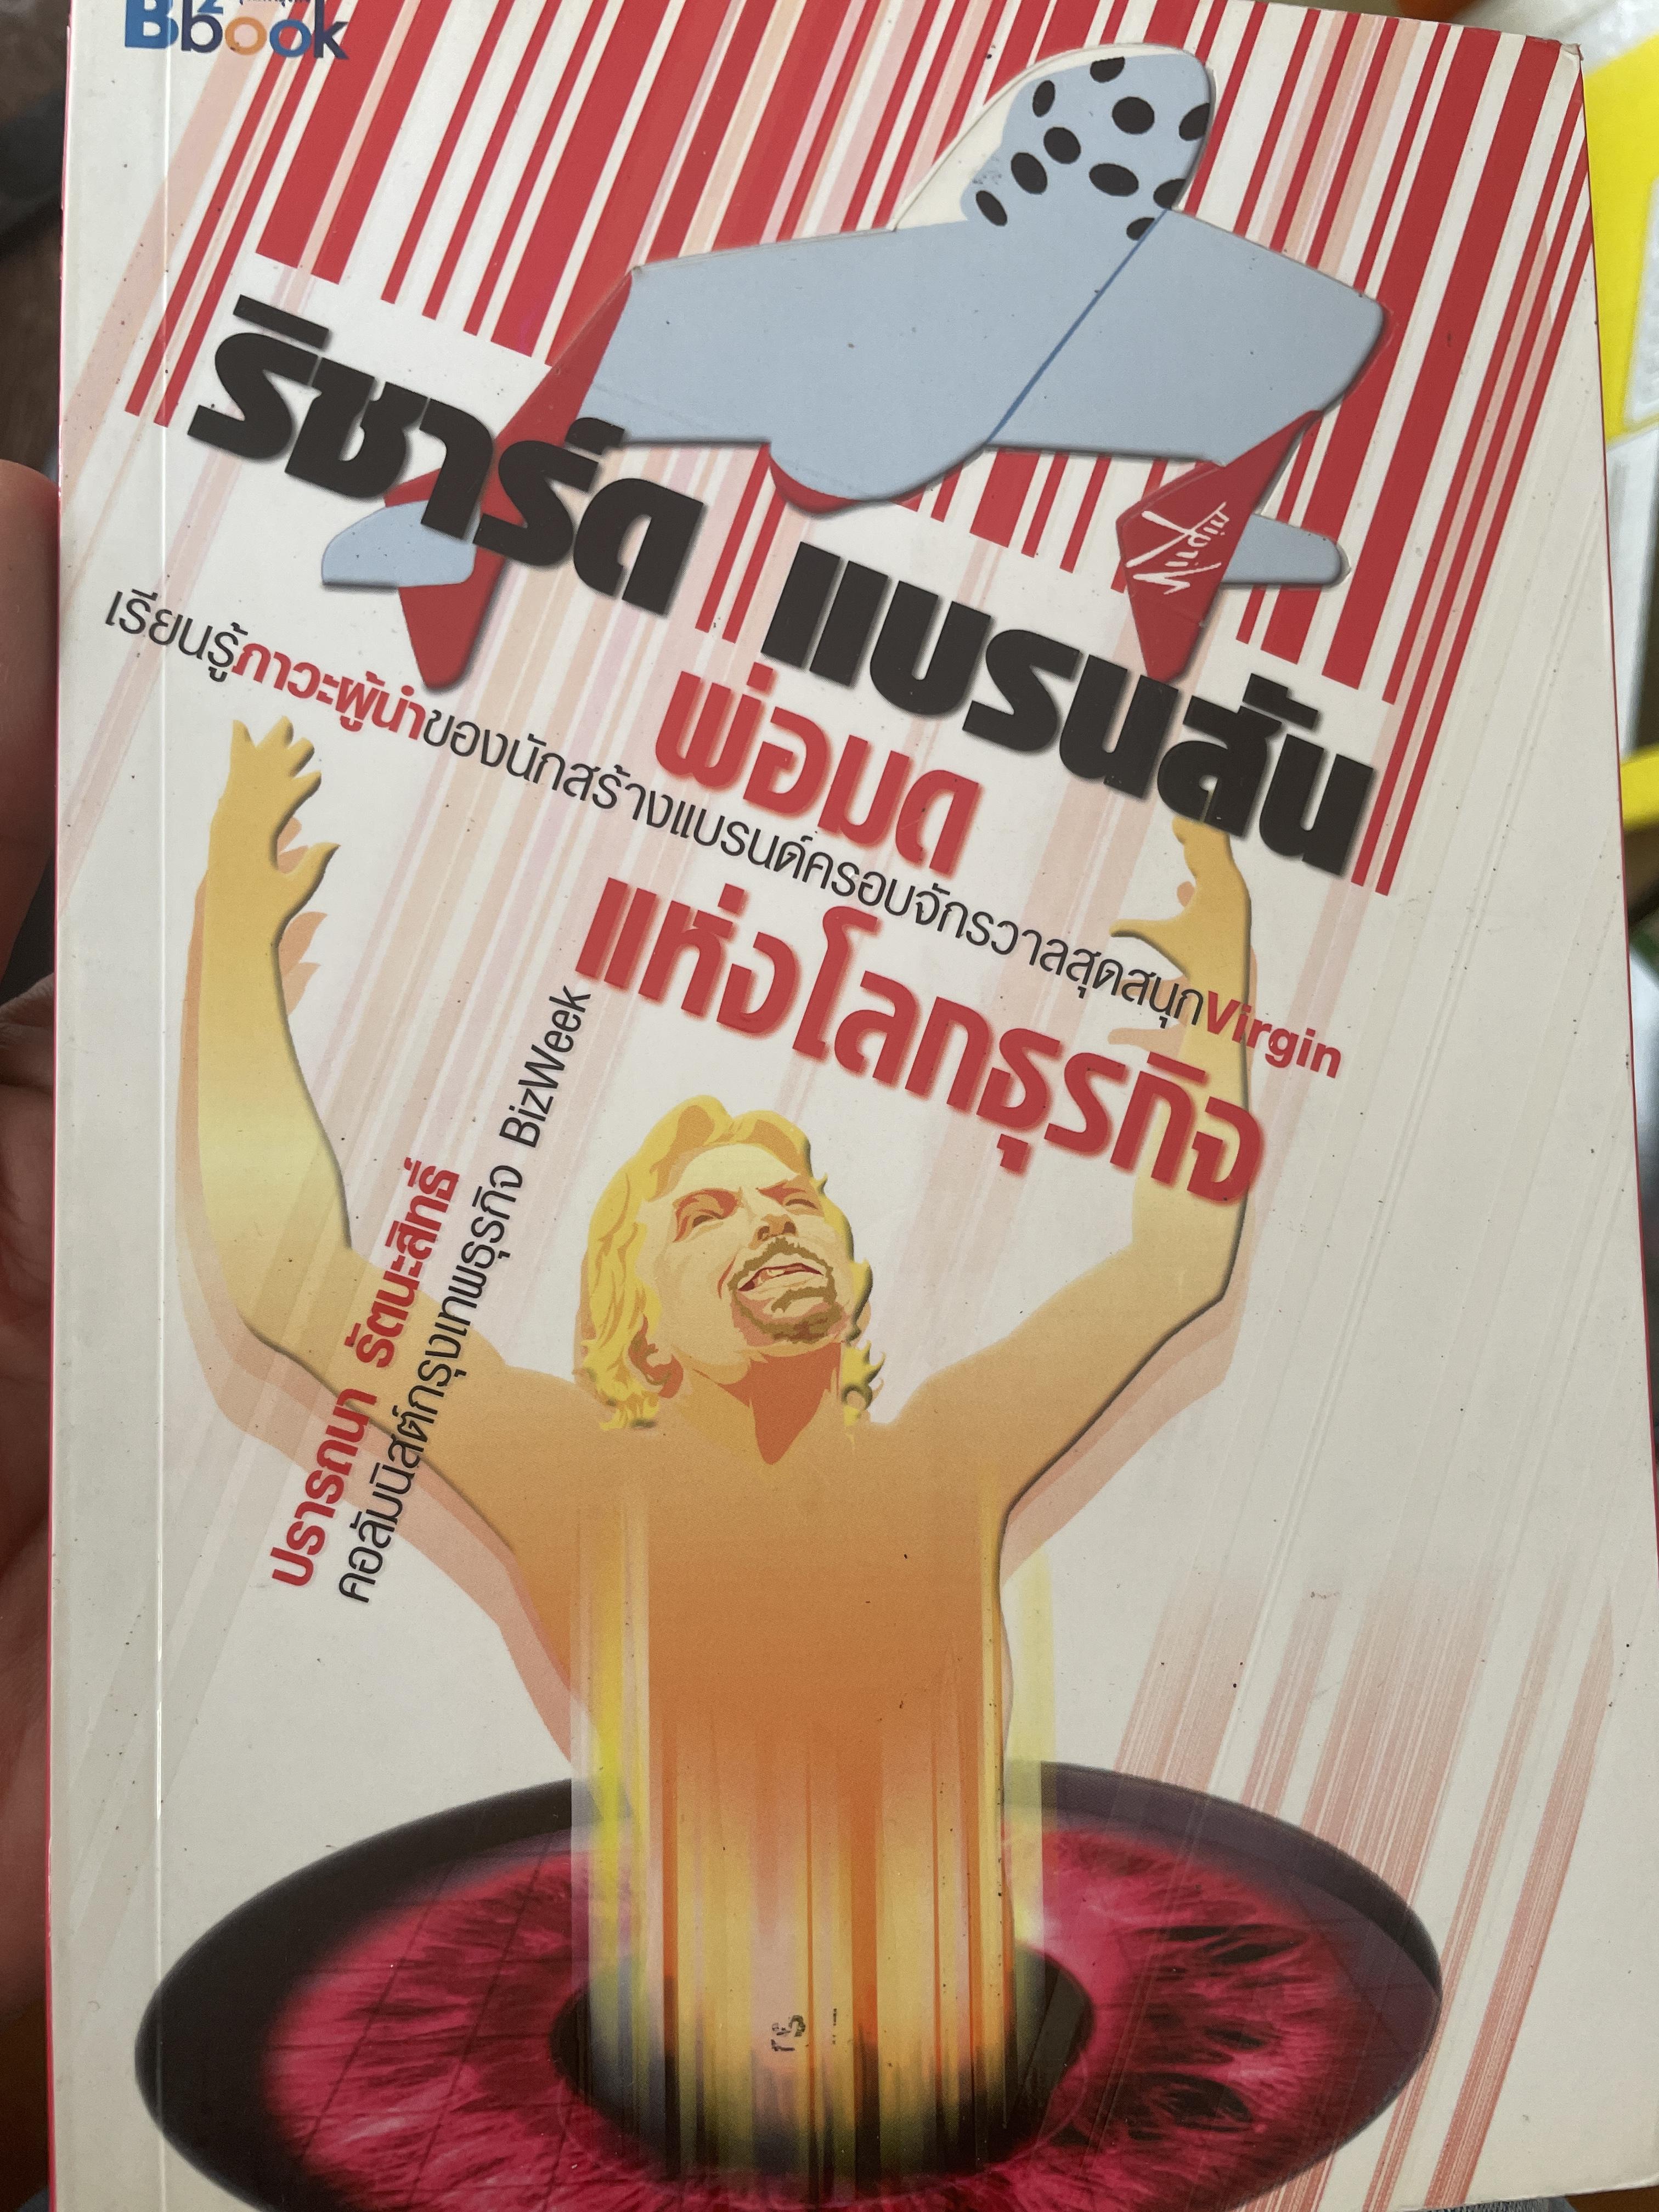 Bizbook
ริชาร์ด แบรนสัน
เรียนรู้ภาวะผู้นำของนักสร้างแบรนด์ครอบจักรวาลสุดสนุกVirgin
พ่อมด
แห่งโลกธุรกิจ
ปรารถนา รัตนะสิทธิ์
คอลัมนิสต์กรุงเทพธุรกิจ BizWeek
Virgin